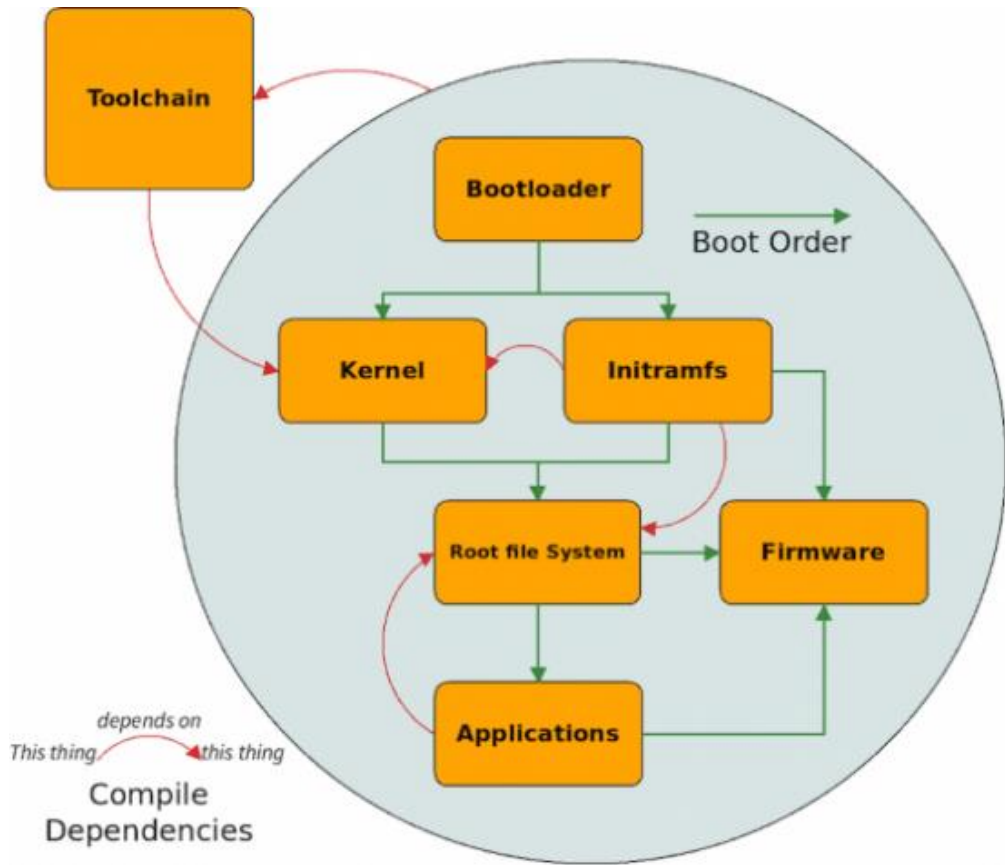 Toolchain
Bootloader
Boot Order
Kernel
Initramfs
Root file System
Firmware
Applications
depends on
This thing
this thing
Compile
Dependencies